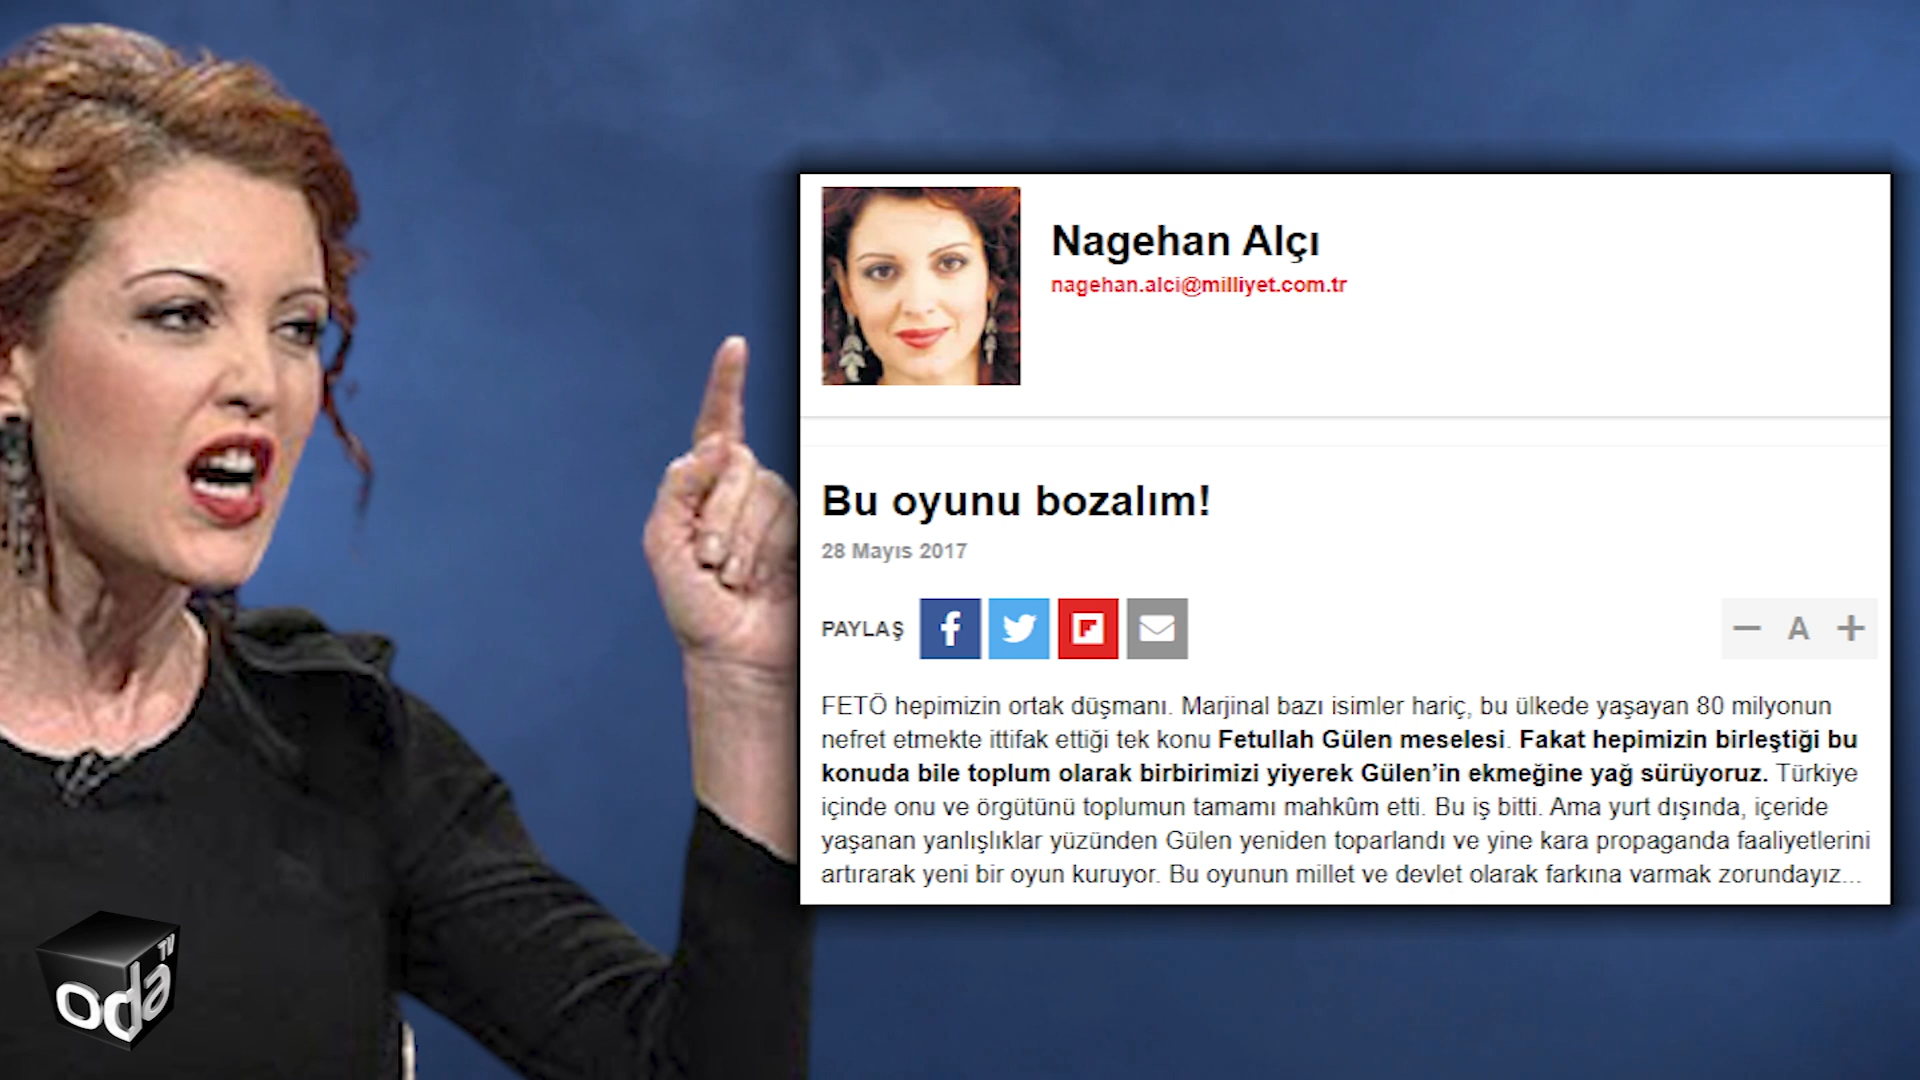 Nagehan Alçı
nagehan.alci@milliyet.com.tr
Bu oyunu bozalım!
28 Mayıs 2017
PAYLAŞ
A
FETÖ hepimizin ortak düşmanı. Marjinal bazı isimler hariç, bu ülkede yaşayan 80 milyonun
nefret etmekte ittifak ettiği tek konu Fetullah Gülen meselesi. Fakat hepimizin birleştiği bu
konuda bile toplum olarak birbirimizi yiyerek Gülen’in ekmeğine yağ sürüyoruz. Türkiye
içinde onu ve örgütünü toplumun tamamı mahkûm etti. Bu iş bitti. Ama yurt dışında, içeride
yaşanan yanlışlıklar yüzünden Gülen yeniden toparlandı ve yine kara propaganda faaliyetlerini
artırarak yeni bir oyun kuruyor. Bu oyunun millet ve devlet olarak farkına varmak zorundayız...
oda TV